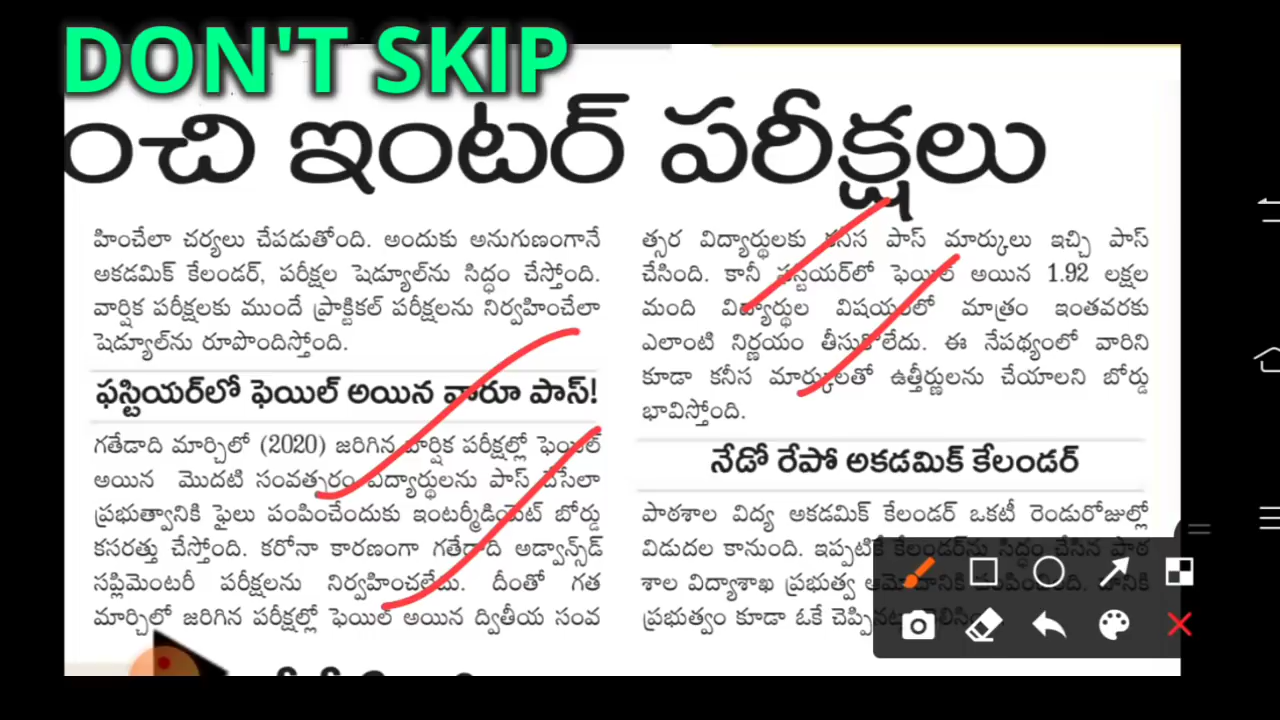 DON'T SKIP
ంచి ఇంటర్ పరీక్షలు
హించేలా చర్యలు చేపడుతోంది. అందుకు అనుగుణంగానే
అకడమిక్ కేలండర్, పరీక్షల షెడ్యూల్‌ను సిద్ధం చేస్తోంది.
వార్షిక పరీక్షలకు ముందే ప్రాక్టికల్ పరీక్షలను నిర్వహించేలా
షెడ్యూల్‌ను రూపొందిస్తోంది.
ఫస్టియర్‌లో ఫెయిల్ అయిన వారూ పాస్!
గతేడాది మార్చిలో (2020) జరిగిన వార్షిక పరీక్షల్లో ఫెయిల్
అయిన మొదటి సంవత్సరం విద్యార్థులను పాస్ చేసేలా
ప్రభుత్వానికి ఫైలు పంపించేందుకు ఇంటర్మీడియెట్ బోర్డు
కసరత్తు చేస్తోంది. కరోనా కారణంగా గతేడాది అడ్వాన్స్‌డ్
సప్లిమెంటరీ పరీక్షలను నిర్వహించలేదు. దీంతో గత
మార్చిలో జరిగిన పరీక్షల్లో ఫెయిల్ అయిన ద్వితీయ సంవ
త్సర విద్యార్థులకు కనీస పాస్ మార్కులు ఇచ్చి పాస్
చేసింది. కానీ ఫస్టియర్‌లో ఫెయిల్ అయిన 1.92 లక్షల
మంది విద్యార్థుల విషయంలో మాత్రం ఇంతవరకు
ఎలాంటి నిర్ణయం తీసుకోలేదు. ఈ నేపథ్యంలో వారిని
కూడా కనీస మార్కులతో ఉత్తీర్ణులను చేయాలని బోర్డు
భావిస్తోంది.
నేడో రేపో అకడమిక్ కేలండర్
పాఠశాల విద్య అకడమిక్ కేలండర్ ఒకటీ రెండురోజుల్లో
విడుదల కానుంది. ఇప్పటికే కేలండర్‌ను సిద్ధం చేసిన పాఠ
శాల విద్యాశాఖ ప్రభుత్వ ఆమోదానికి పంపించింది. దానికి
ప్రభుత్వం కూడా ఓకే చెప్పినట్లు తెలిసింది.